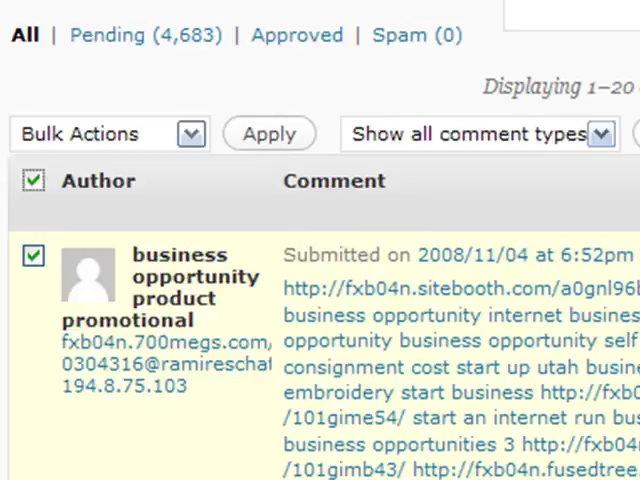 All | Pending (4,683) | Approved | Spam (0)
Displaying 1–20
Bulk Actions Apply Show all comment types
Author Comment
business opportunity product promotional
fxb04n.700megs.com/
0304316@ramireschat
194.8.75.103
Submitted on 2008/11/04 at 6:52pm
http://fxb04n.sitebooth.com/a0gnl96b
business opportunity internet busines
opportunity business opportunity self
consignment cost start up utah busine
embroidery start business http://fxb0
/101gime54/ start an internet run bus
business opportunities 3 http://fxb04n
/101gimb43/ http://fxb04n.fusedtree.